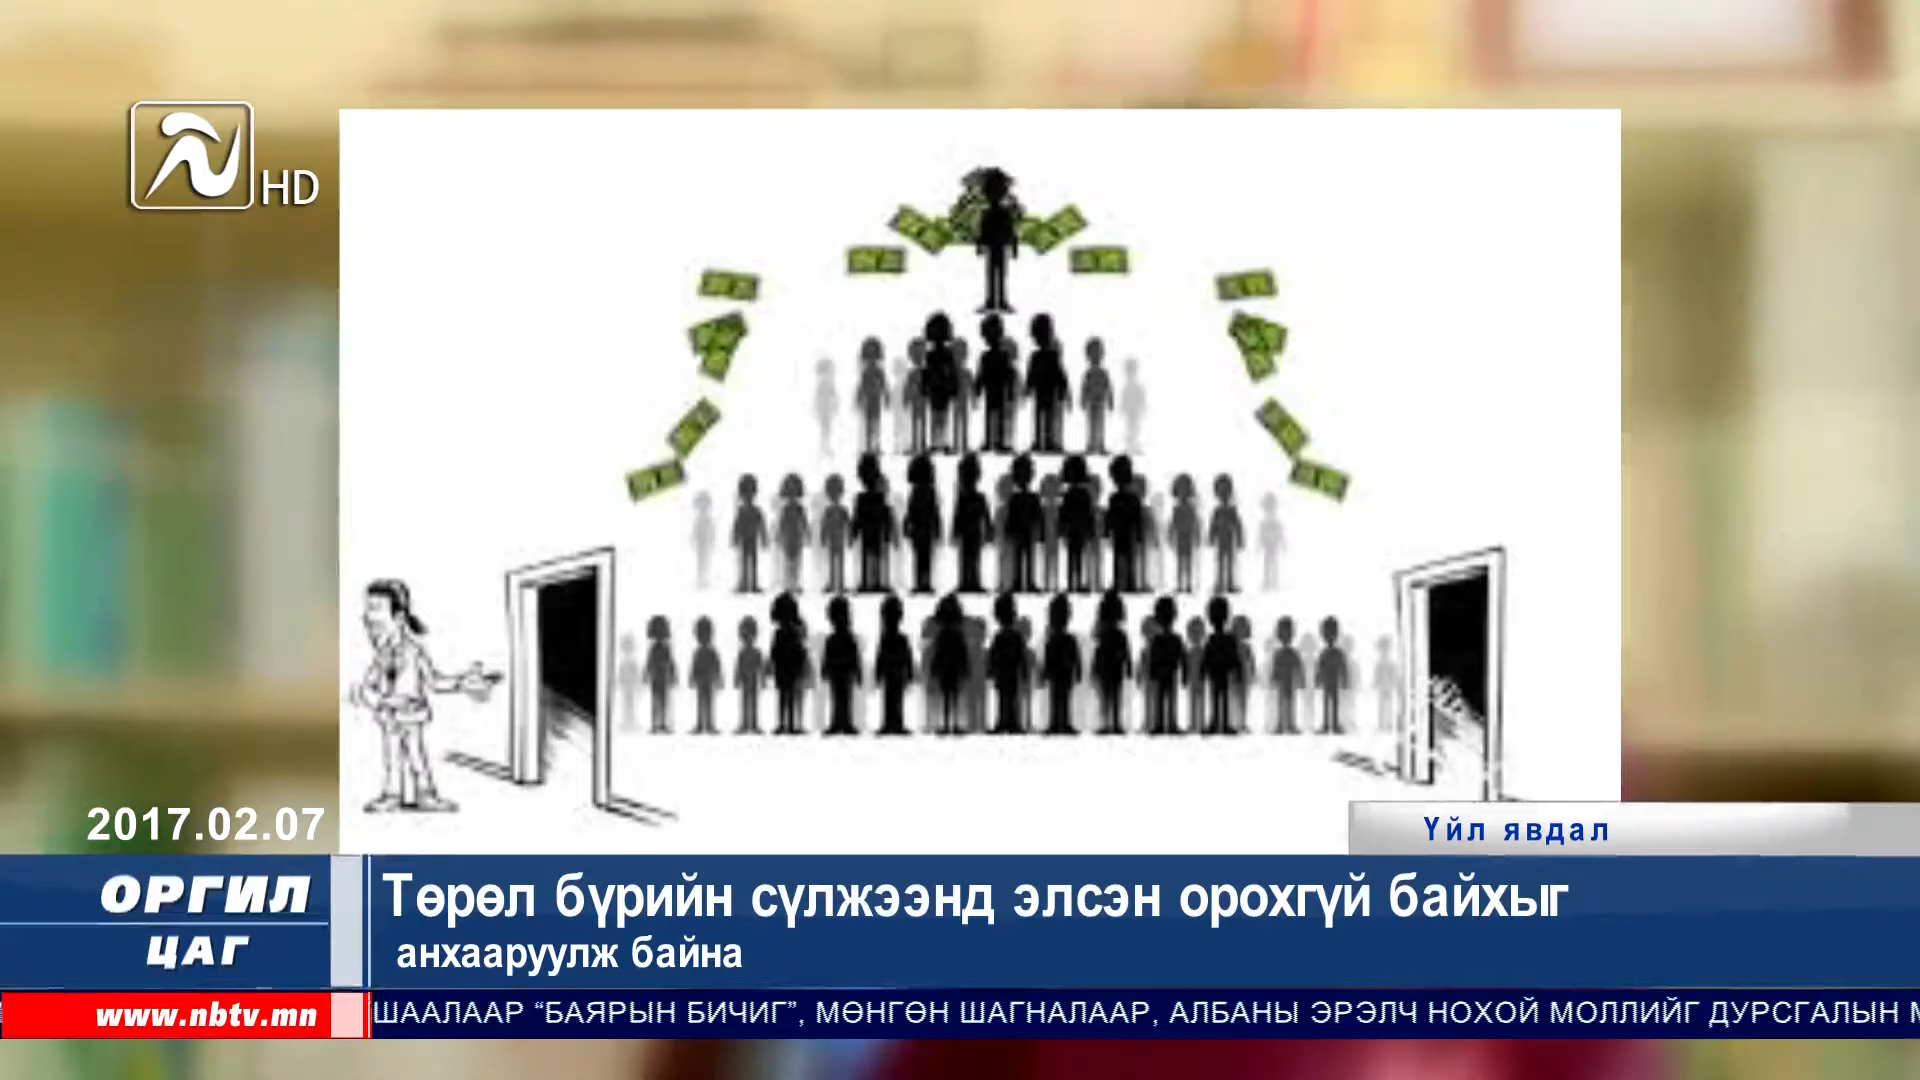 HD
2017.02.07
Үйл явдал
ОРГИЛ
ЦАГ
Төрөл бүрийн сүлжээнд элсэн орохгүй байхыг
анхааруулж байна
www.nbtv.mn
ШААЛААР “БАЯРЫН БИЧИГ”, МӨНГӨН ШАГНАЛААР, АЛБАНЫ ЭРЭЛЧ НОХОЙ МОЛЛИЙГ ДУРСГАЛЫН